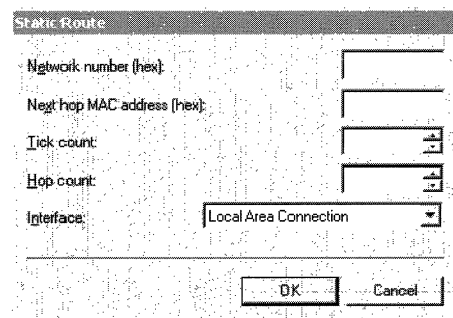 Static Route
Network number (hex):
Next hop MAC address (hex):
Tick count:
Hop count:
Interface: Local Area Connection
OK Cancel